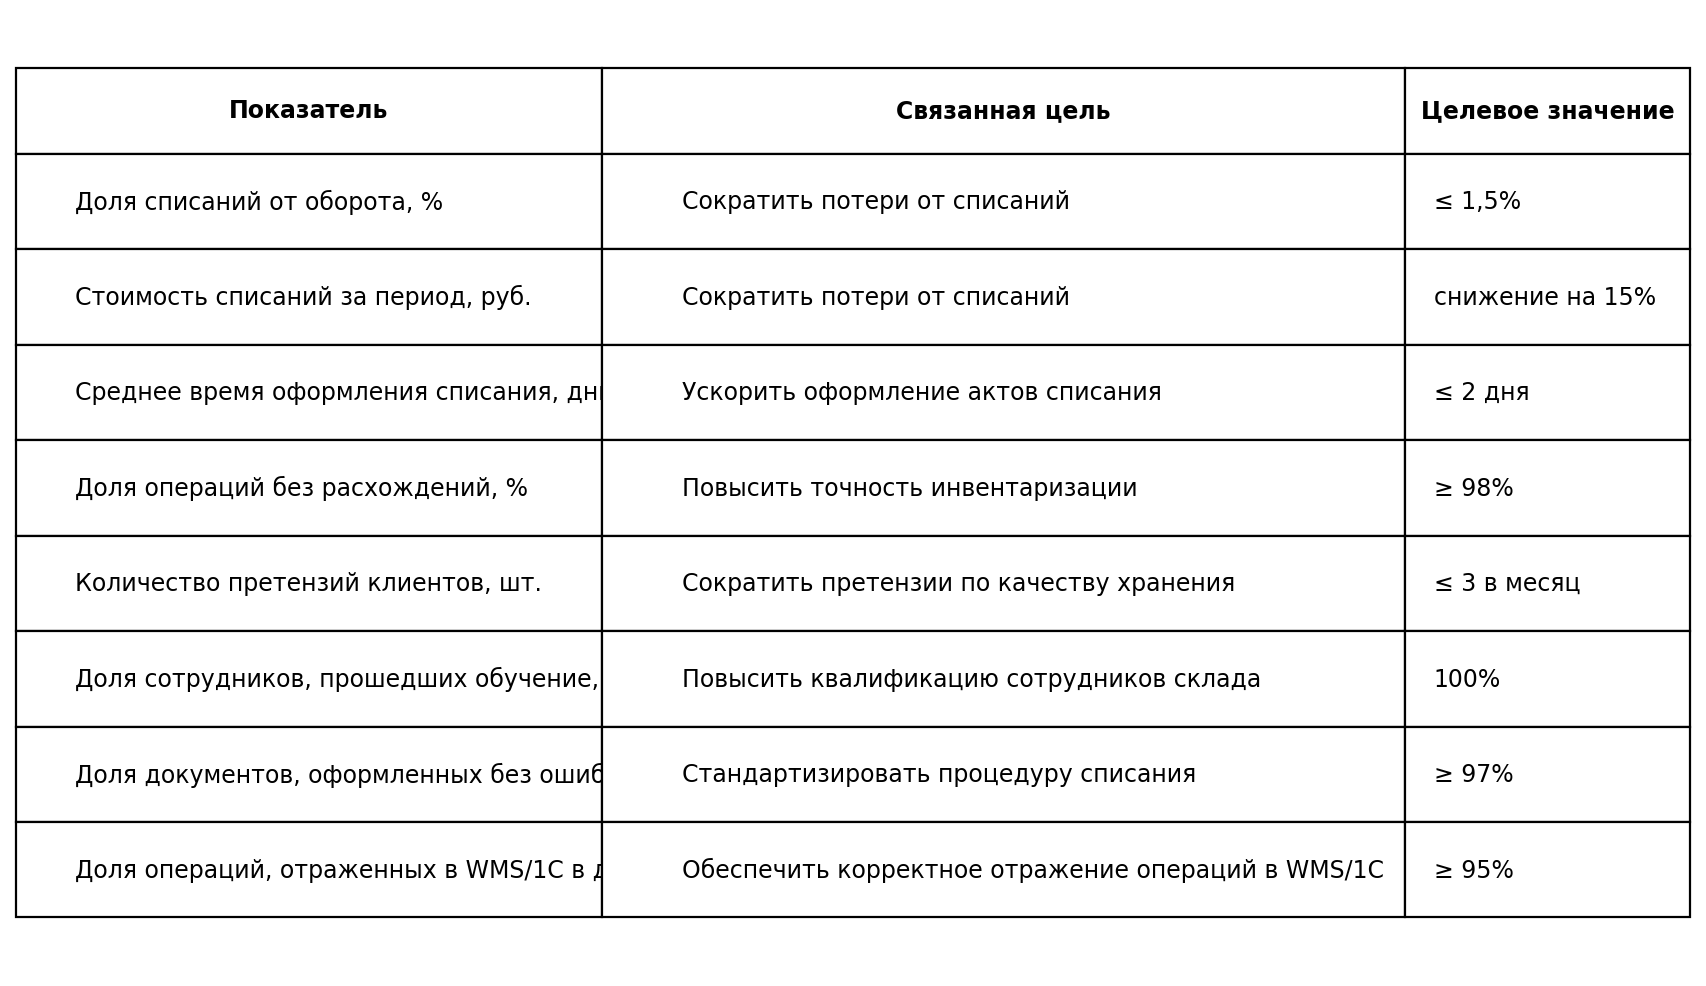 Показатель Связанная цель Целевое значение
Доля списаний от оборота, % Сократить потери от списаний ≤ 1,5%
Стоимость списаний за период, руб. Сократить потери от списаний снижение на 15%
Среднее время оформления списания, Ускорить оформление актов списания ≤ 2 дня
Доля операций без расхождений, % Повысить точность инвентаризации ≥ 98%
Количество претензий клиентов, шт. Сократить претензии по качеству хранения ≤ 3 в месяц
Доля сотрудников, прошедших обучение, Повысить квалификацию сотрудников склада 100%
Доля документов, оформленных без Стандартизировать процедуру списания ≥ 97%
Доля операций, отраженных в WMS/1С в Обеспечить корректное отражение операций в WMS/1С ≥ 95%